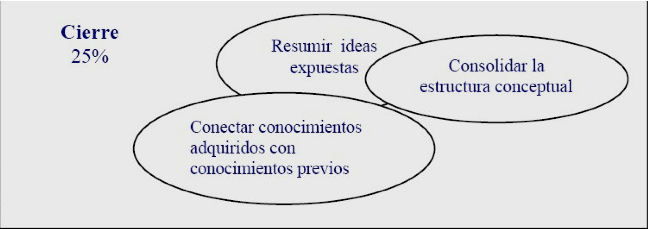 Cierre
25%
Resumir ideas
expuestas
Consolidar la
estructura conceptual
Conectar conocimientos
adquiridos con
conocimientos previos